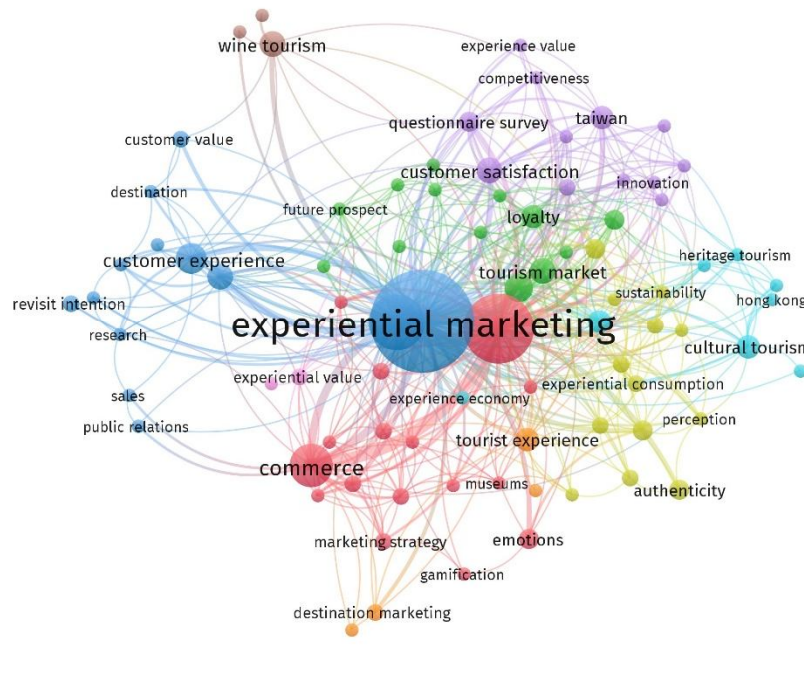 wine tourism
experience value
competitiveness
questionnaire survey
taiwan
customer value
customer satisfaction
innovation
destination
future prospect
loyalty
heritage tourism
customer experience
tourism market
sustainability
hong kong
revisit intention
experiential marketing
research
cultural tourism
experiential value
experiential consumption
sales
experience economy
public relations
perception
tourist experience
commerce
museums
authenticity
marketing strategy
emotions
gamification
destination marketing